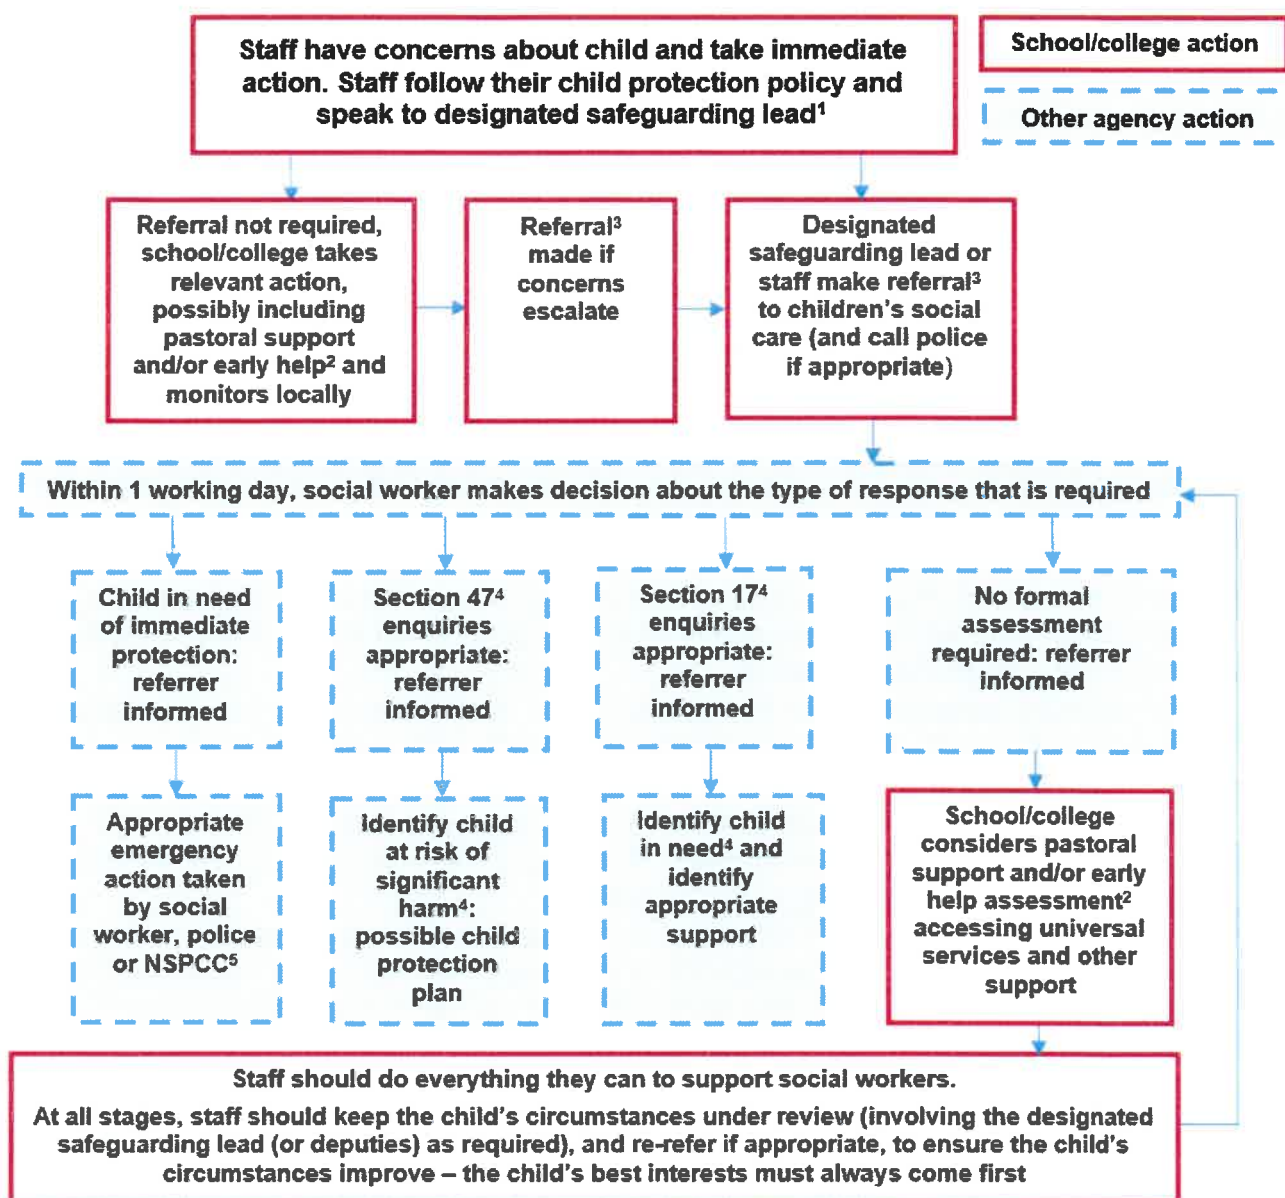 Staff have concerns about child and take immediate
action. Staff follow their child protection policy and
speak to designated safeguarding lead¹
School/college action
Other agency action
Referral not required,
school/college takes
relevant action,
possibly including
pastoral support
and/or early help² and
monitors locally
Referral³
made if
concerns
escalate
Designated
safeguarding lead or
staff make referral³
to children's social
care (and call police
if appropriate)
Within 1 working day, social worker makes decision about the type of response that is required
Child in need
of immediate
protection:
referrer
informed
Section 47⁴
enquiries
appropriate:
referrer
informed
Section 17⁴
enquiries
appropriate:
referrer
informed
No formal
assessment
required: referrer
informed
Appropriate
emergency
action taken
by social
worker, police
or NSPCC⁵
Identify child
at risk of
significant
harm⁴:
possible child
protection
plan
Identify child
in need⁴ and
identify
appropriate
support
School/college
considers pastoral
support and/or early
help assessment²
accessing universal
services and other
support
Staff should do everything they can to support social workers.
At all stages, staff should keep the child's circumstances under review (involving the designated
safeguarding lead (or deputies) as required), and re-refer if appropriate, to ensure the child's
circumstances improve – the child's best interests must always come first